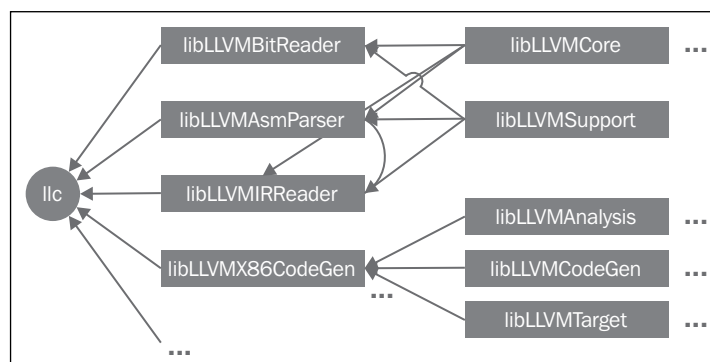 libLLVMBitReader
libLLVMCore
...
libLLVMAsmParser
libLLVMSupport
llc
libLLVMIRReader
libLLVMAnalysis
...
libLLVMX86CodeGen
libLLVMCodeGen
...
...
libLLVMTarget
...
...